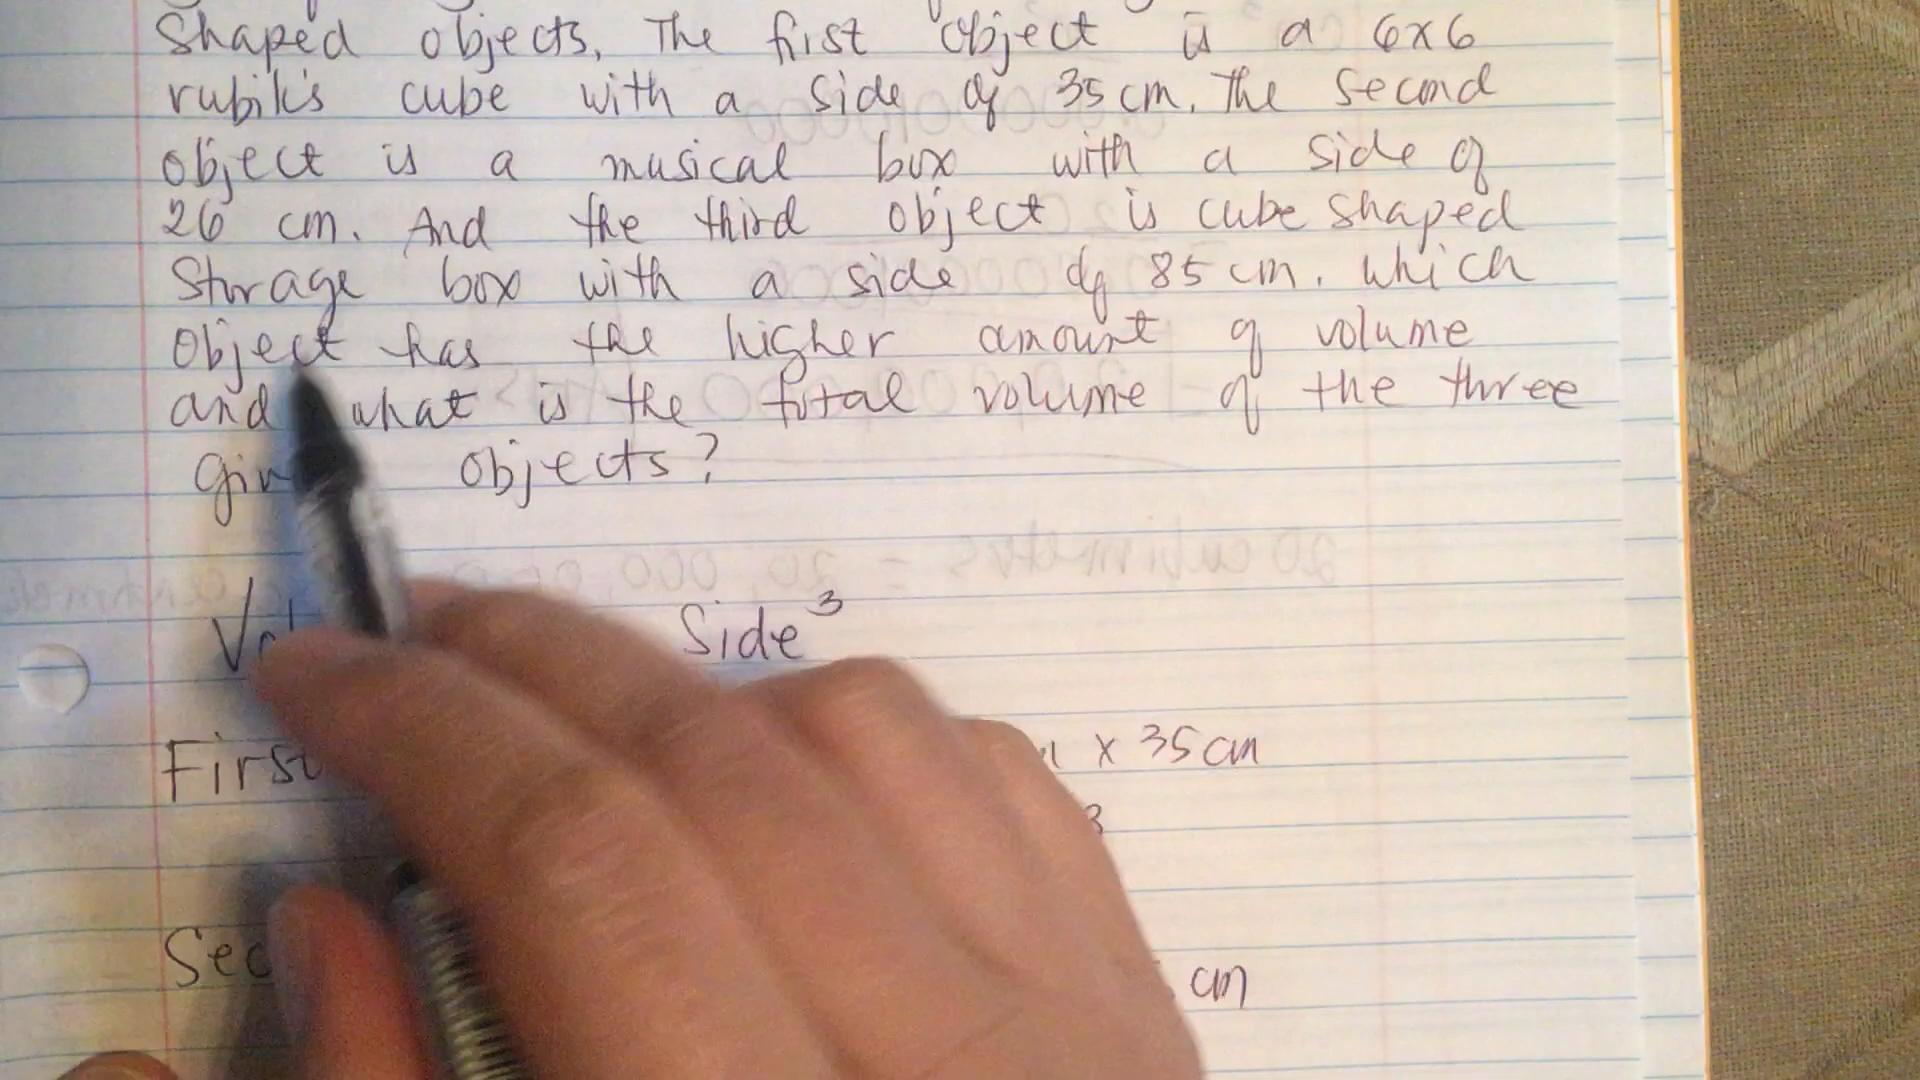 Shaped objects. The first object is a 6x6
rubik's cube with a side of 35 cm. The second
object is a musical box with a side of
26 cm. And the third object is cube shaped
Storage box with a side of 85 cm. which
object has the higher amount of volume
and what is the total volume of the three
objects?
Side³
x 35 cm
3
cm